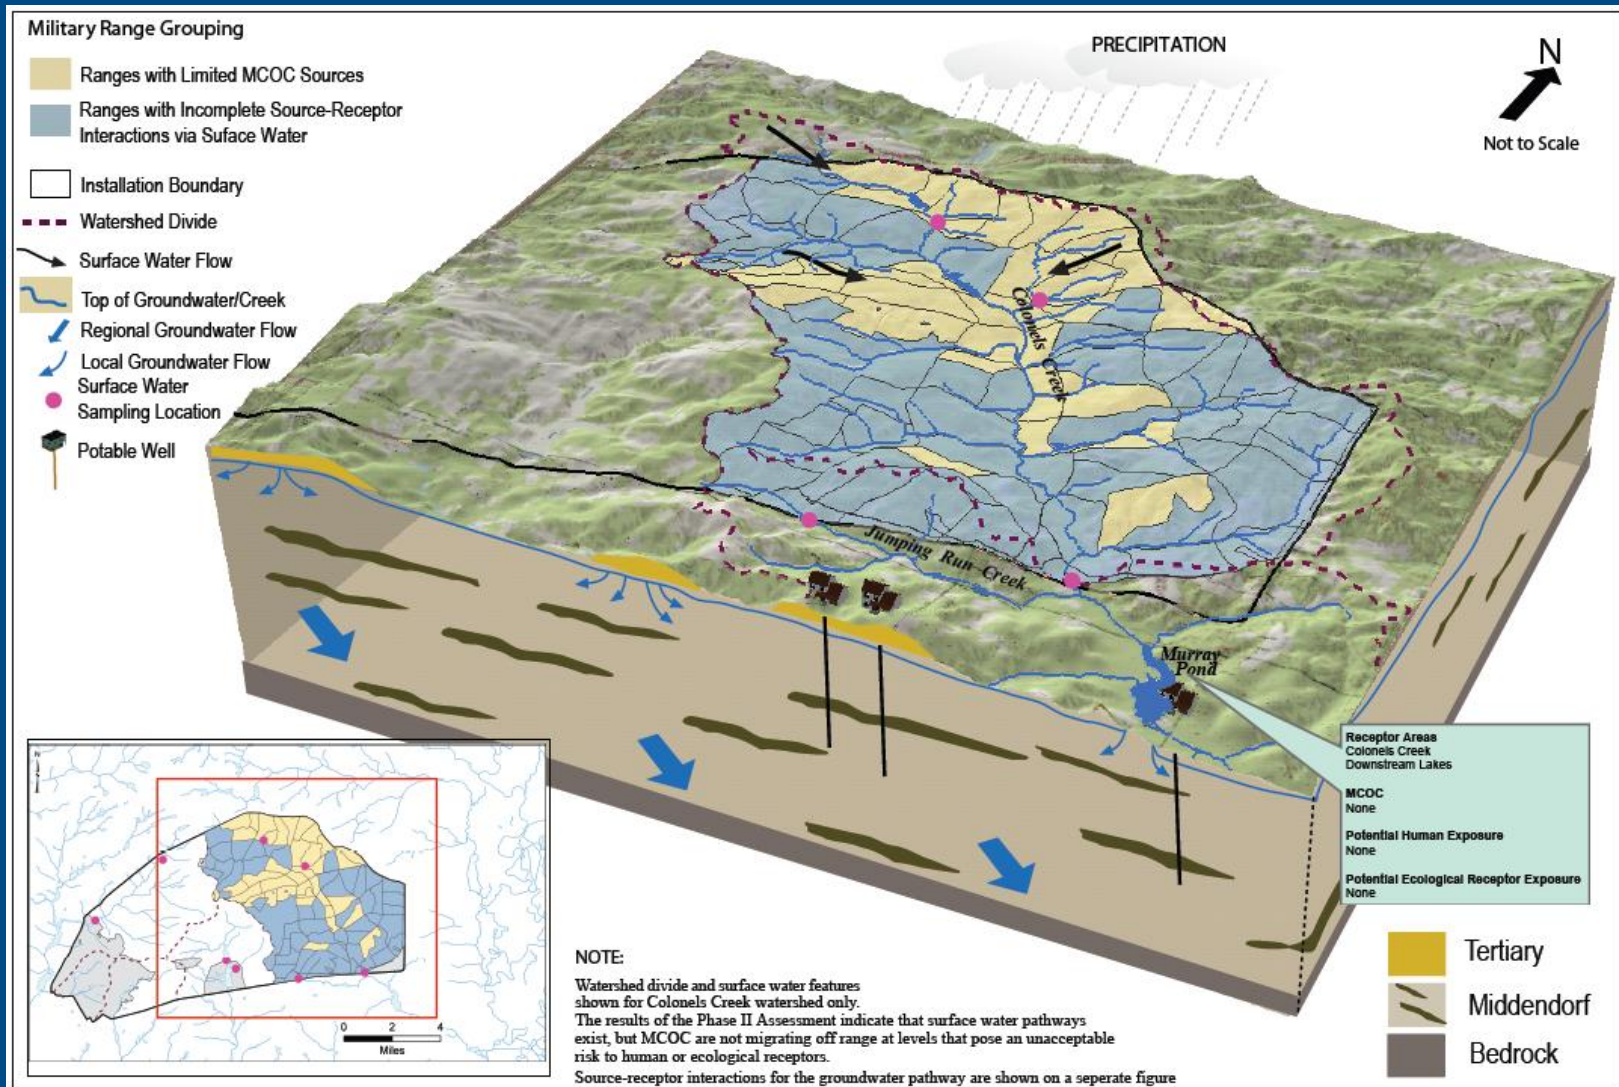 Military Range Grouping
Ranges with Limited MCOC Sources
Ranges with Incomplete Source-Receptor
Interactions via Suface Water
Installation Boundary
Watershed Divide
Surface Water Flow
Top of Groundwater/Creek
Regional Groundwater Flow
Local Groundwater Flow
Surface Water
Sampling Location
Potable Well
PRECIPITATION
N
Not to Scale
Colonels Creek
Jumping Run Creek
Murray
Pond
Receptor Areas
Colonels Creek
Downstream Lakes
MCOC
None
Potential Human Exposure
None
Potential Ecological Receptor Exposure
None
N
0 2 4
Miles
NOTE:
Watershed divide and surface water features
shown for Colonels Creek watershed only.
The results of the Phase II Assessment indicate that surface water pathways
exist, but MCOC are not migrating off range at levels that pose an unacceptable
risk to human or ecological receptors.
Source-receptor interactions for the groundwater pathway are shown on a seperate figure
Tertiary
Middendorf
Bedrock